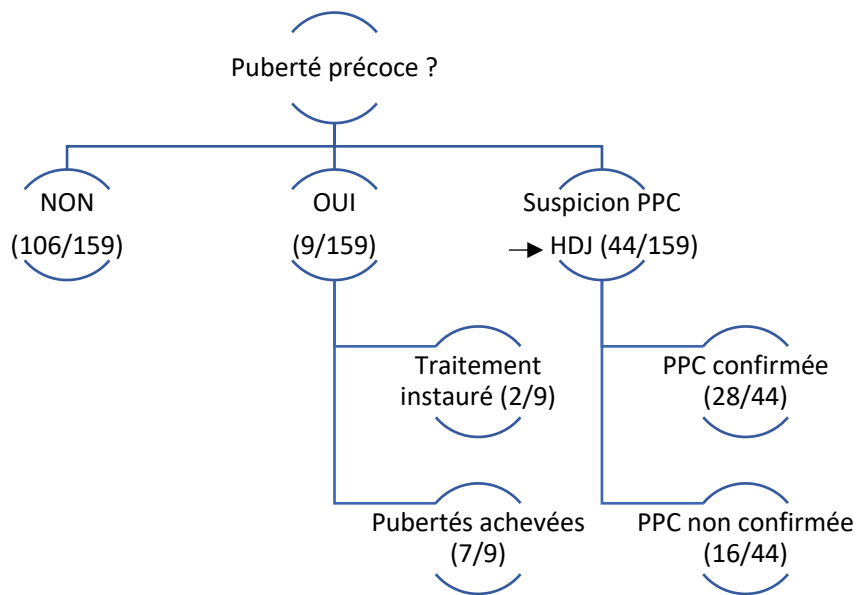 Puberté précoce ?
NON
(106/159)
OUI
(9/159)
Suspicion PPC
HDJ (44/159)
Traitement
instauré (2/9)
Pubertés achevées
(7/9)
PPC confirmée
(28/44)
PPC non confirmée
(16/44)